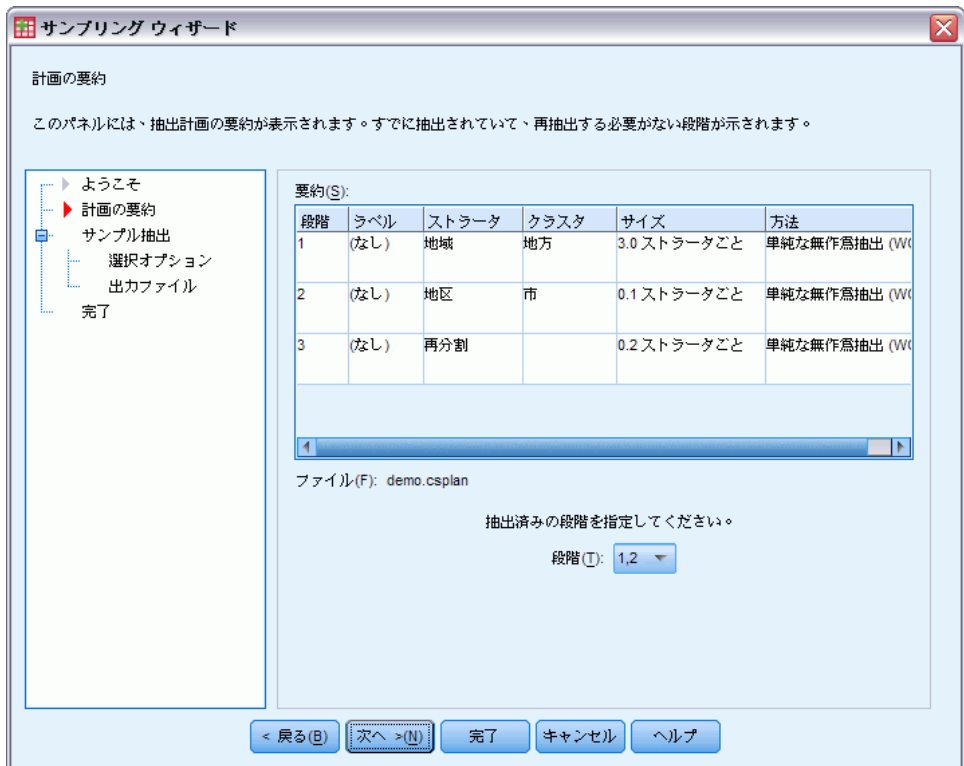 サンプリング ウィザード
計画の要約
このパネルには、抽出計画の要約が表示されます。すでに抽出されていて、再抽出する必要がない段階が示されます。
ようこそ
計画の要約
サンプル抽出
選択オプション
出力ファイル
完了
要約(S):
段階 ラベル ストラータ クラスタ サイズ 方法
1 (なし) 地域 地方 3.0 ストラータごと 単純な無作為抽出 (WO
2 (なし) 地区 市 0.1 ストラータごと 単純な無作為抽出 (WO
3 (なし) 再分割 0.2 ストラータごと 単純な無作為抽出 (WO
ファイル(F): demo.csplan
抽出済みの段階を指定してください。
段階(T): 1,2
< 戻る(B) 次へ >(N) 完了 キャンセル ヘルプ